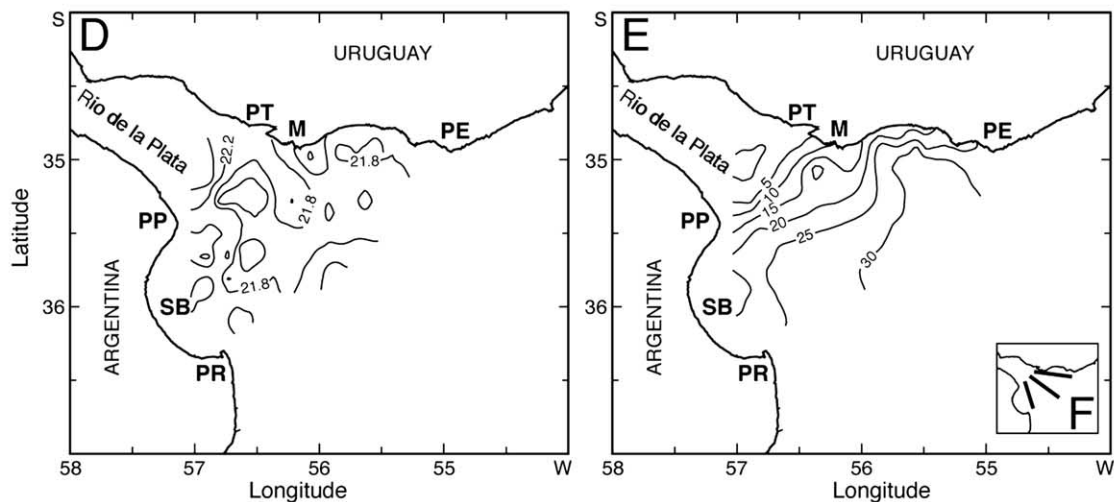 S
D
URUGUAY
Rio de la Plata
PT
M
PE
22.2
21.8
35
21.8
PP
Latitude
21.8
36
SB
ARGENTINA
PR
58
57
56
55
W
Longitude
S
E
URUGUAY
Rio de la Plata
PT
M
PE
35
5
10
15
PP
20
25
30
36
SB
ARGENTINA
PR
F
58
57
56
55
W
Longitude